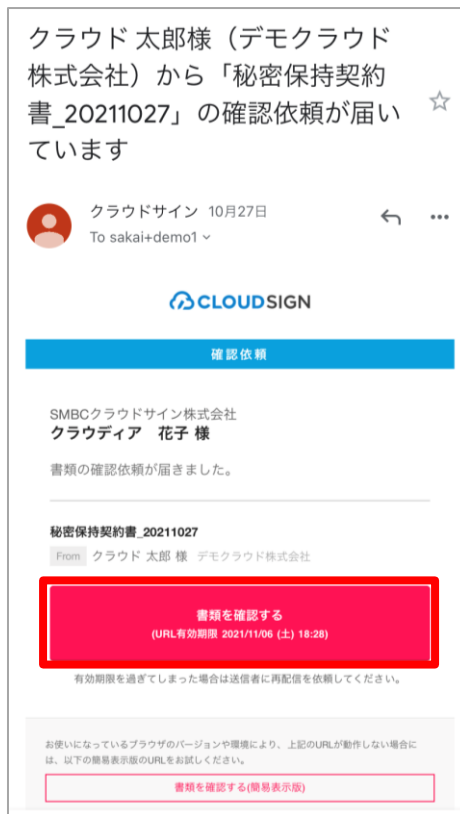 クラウド 太郎様（デモクラウド
株式会社）から「秘密保持契約
書_20211027」の確認依頼が届い
ています
クラウドサイン 10月27日
To sakai+demo1
CLOUDSIGN
確認依頼
SMBCクラウドサイン株式会社
クラウディア 花子 様
書類の確認依頼が届きました。
秘密保持契約書_20211027
From クラウド 太郎 様 デモクラウド株式会社
書類を確認する
(URL有効期限 2021/11/06 (土) 18:28)
有効期限を過ぎてしまった場合は送信者に再配信を依頼してください。
お使いになっているブラウザのバージョンや環境により、上記のURLが動作しない場合に
は、以下の簡易表示版のURLをお試しください。
書類を確認する(簡易表示版)